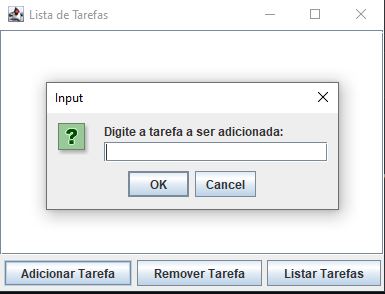 Lista de Tarefas
Input
Digite a tarefa a ser adicionada:
OK Cancel
Adicionar Tarefa Remover Tarefa Listar Tarefas